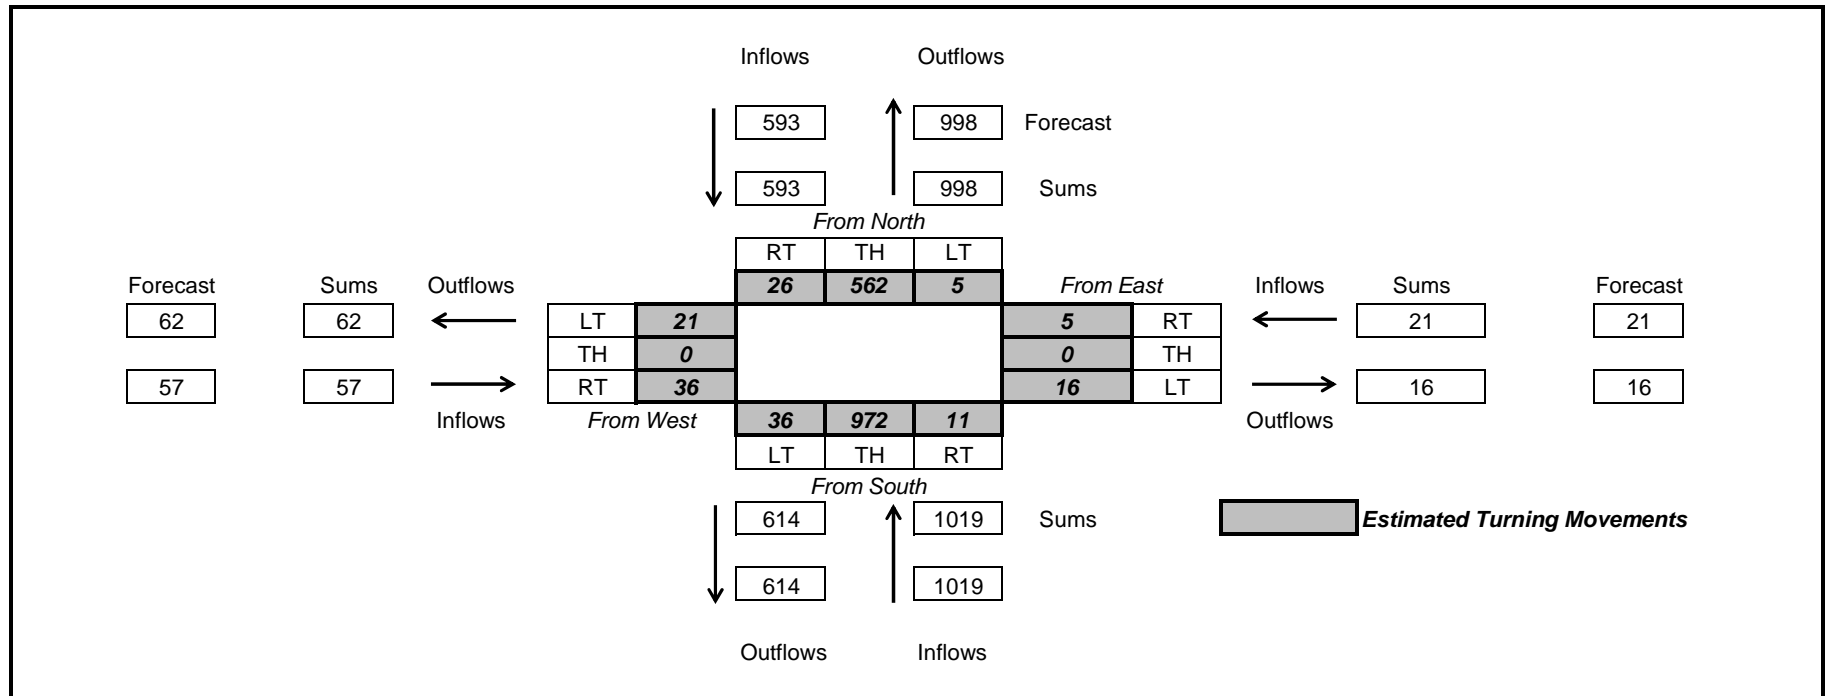 Inflows Outflows
593 998 Forecast
593 998 Sums
From North
RT TH LT
Forecast Sums Outflows 26 562 5 From East Inflows Sums Forecast
62 62 LT 21 5 RT 21 21
TH 0 0 TH
57 57 RT 36 16 LT 16 16
Inflows From West 36 972 11 Outflows
LT TH RT
From South
614 1019 Sums Estimated Turning Movements
614 1019
Outflows Inflows